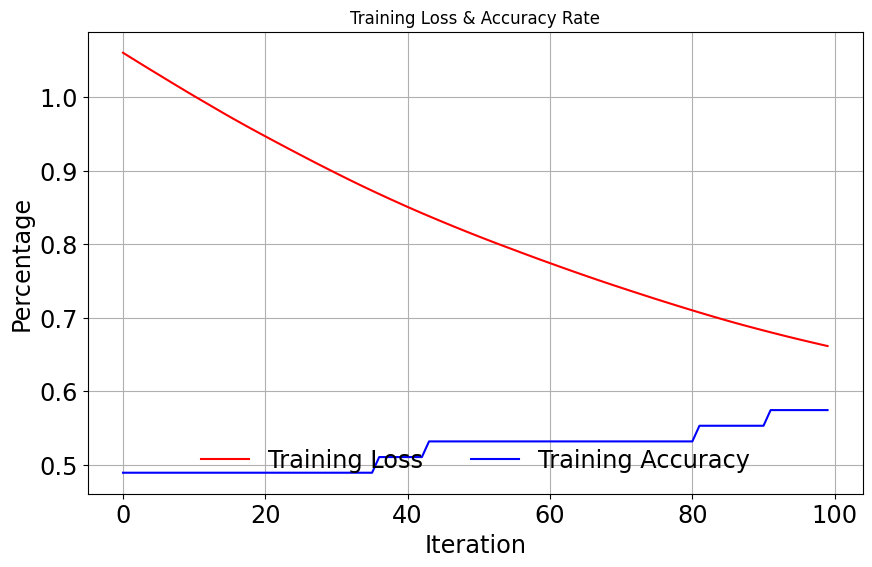 Training Loss & Accuracy Rate
Percentage
1.0
0.9
0.8
0.7
0.6
0.5
Training Loss Training Accuracy
0 20 40 60 80 100
Iteration